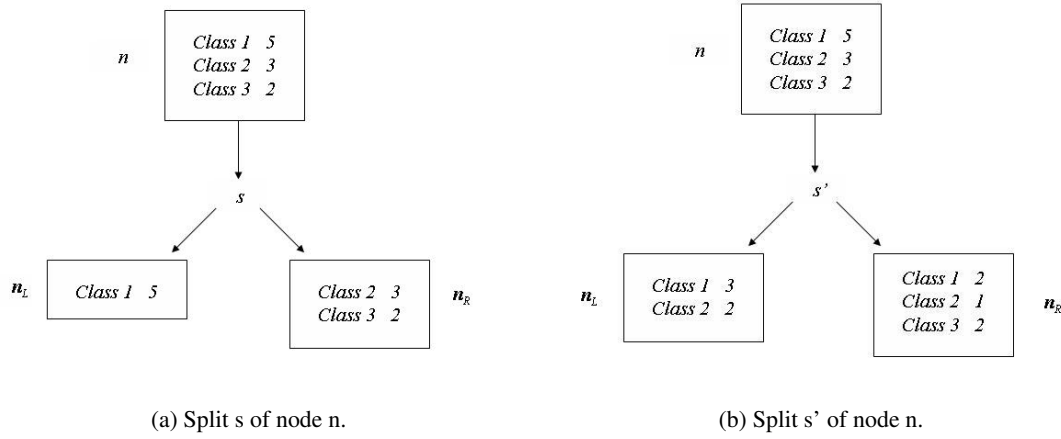 n
Class 1 5
Class 2 3
Class 3 2
s
n_L
Class 1 5
Class 2 3
Class 3 2
n_R
(a) Split s of node n.
n
Class 1 5
Class 2 3
Class 3 2
s’
n_L
Class 1 3
Class 2 2
Class 1 2
Class 2 1
Class 3 2
n_R
(b) Split s’ of node n.